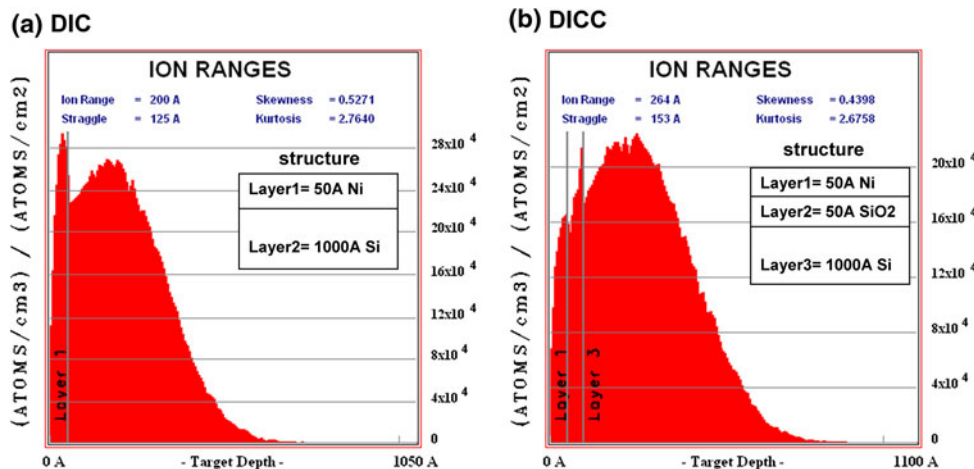 (a) DIC
ION RANGES
Ion Range = 200 A Skewness = 0.5271
Straggle = 125 A Kurtosis = 2.7640
structure
Layer1= 50A Ni
Layer2= 1000A Si
(ATOMS/cm3) / (ATOMS/cm2)
28x10 4
24x10 4
20x10 4
16x10 4
12x10 4
8x10 4
4x10 4
0
Layer 1
0 A - Target Depth - 1050 A
(b) DICC
ION RANGES
Ion Range = 264 A Skewness = 0.4398
Straggle = 153 A Kurtosis = 2.6758
structure
Layer1= 50A Ni
Layer2= 50A SiO2
Layer3= 1000A Si
(ATOMS/cm3) / (ATOMS/cm2)
20x10 4
16x10 4
12x10 4
8x10 4
4x10 4
0
Layer 1
Layer 3
0 A - Target Depth - 1100 A